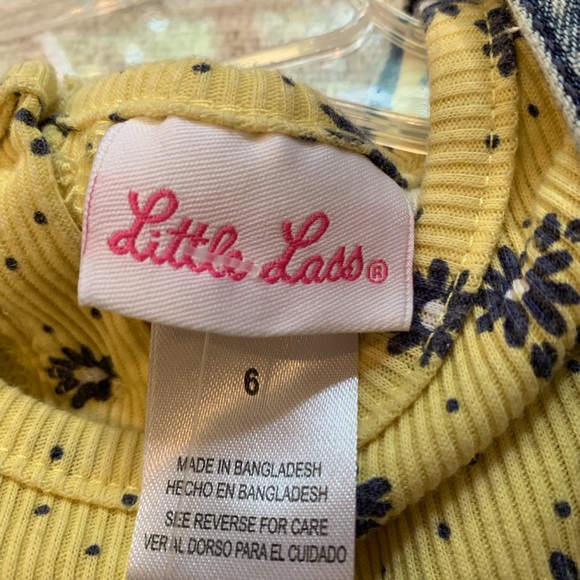 Little Lass®
6
MADE IN BANGLADESH
HECHO EN BANGLADESH
SEE REVERSE FOR CARE
VER AL DORSO PARA EL CUIDADO